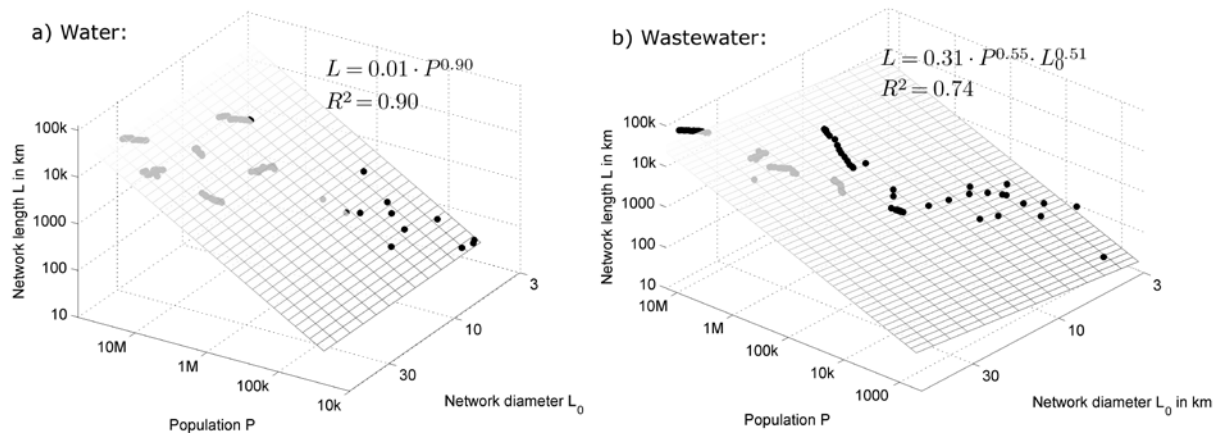 a) Water:
L = 0.01 · P^0.90
R² = 0.90
Network length L in km
100k
10k
1000
100
10
10M
1M
100k
10k
Population P
3
10
30
Network diameter L₀
b) Wastewater:
L = 0.31 · P^0.55 · L₀^0.51
R² = 0.74
Network length L in km
100k
10k
1000
100
10
10M
1M
100k
10k
1000
Population P
3
10
30
Network diameter L₀ in km